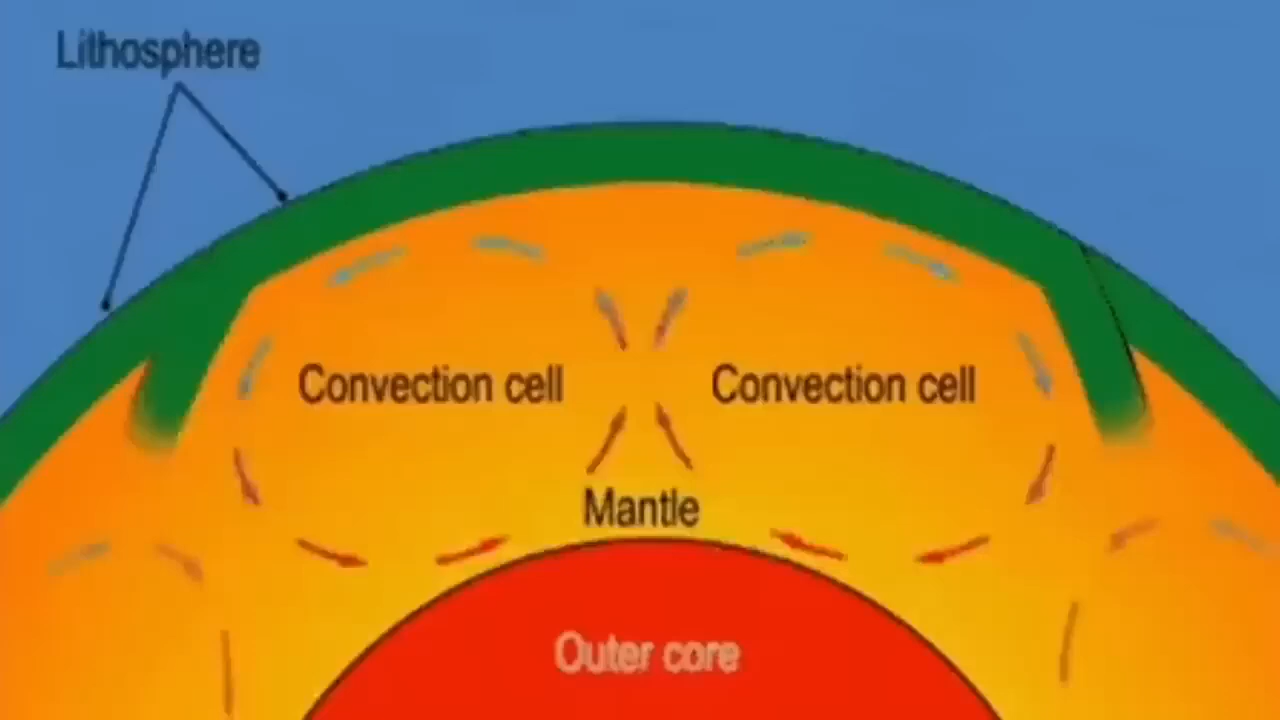 Lithosphere
Convection cell
Convection cell
Mantle
Outer core